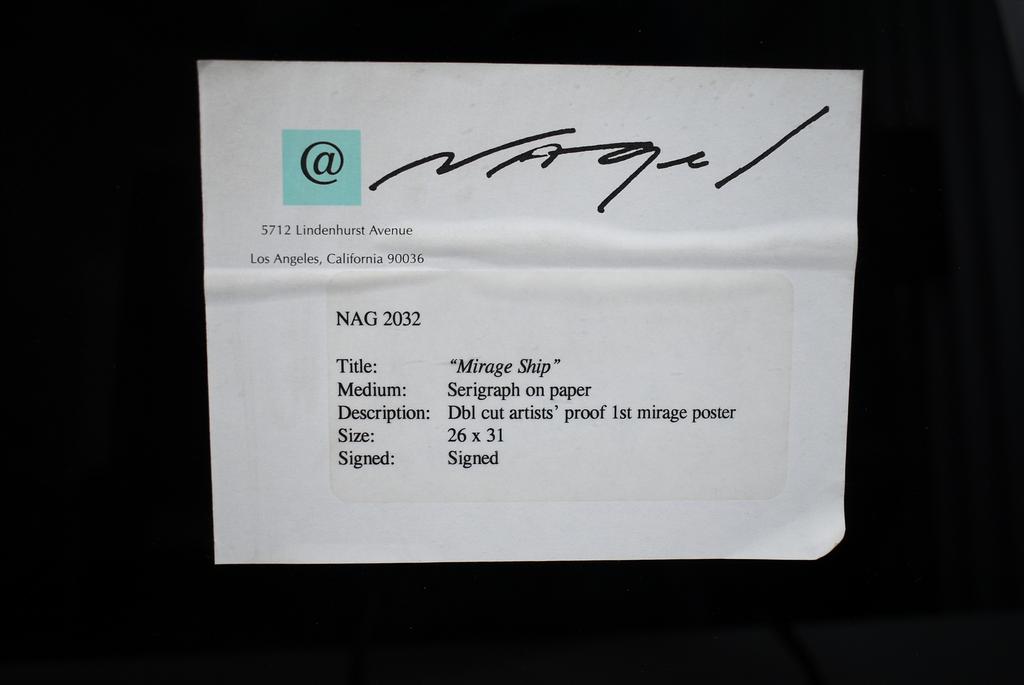 @ Nagel
5712 Lindenhurst Avenue
Los Angeles, California 90036
NAG 2032
Title: “Mirage Ship”
Medium: Serigraph on paper
Description: Dbl cut artists’ proof 1st mirage poster
Size: 26 x 31
Signed: Signed